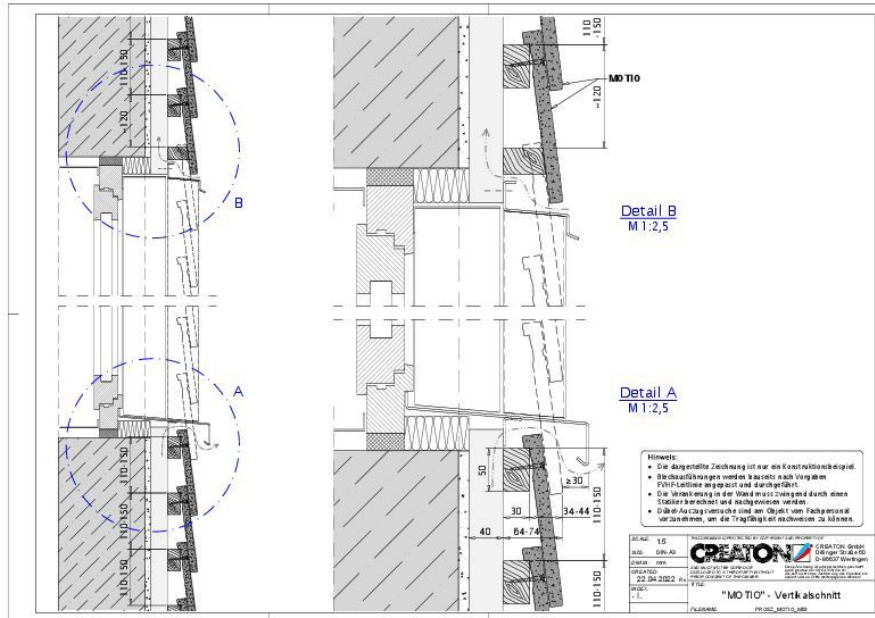 110
-150
110-150
~120
MOTIO
~120
B
Detail B
M 1:2,5
A
Detail A
M 1:2,5
110-150
110-150
110-150
50
≥30
30
34-44
40
64-74
110-150
110-150
Hinweis:
• Die dargestellte Zeichnung ist nur ein Konstruktionsbeispiel.
• Blechausführungen werden bauseits nach Vorgaben
FVHF-Leitlinie angepasst und durchgeführt.
• Die Verankerung in der Wand muss zwingend durch einen
Statiker berechnet und nachgewiesen werden.
• Dübel-Auszugsversuche sind am Objekt vom Fachpersonal
vorzunehmen, um die Tragfähigkeit nachweisen zu können.
SCALE: 1:5
SIZE: DIN-A3
mm
CREATED:
22.04.2022
INDEX:
CREATON
CREATON GmbH
Dillinger Straße 60
D-86637 Wertingen
TITLE:
"MOTIO" - Vertikalschnitt
FILENAME: